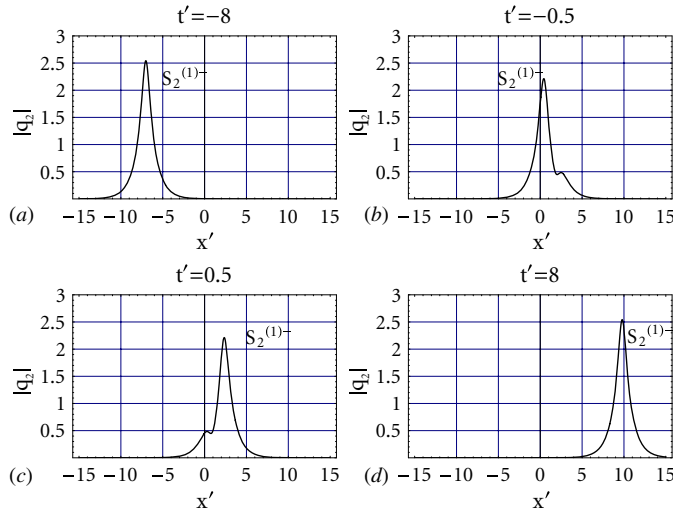 t′=−8
3
2.5
2
1.5
1
0.5
|q₂|
S₂⁽¹⁾⁻
(a) −15 −10 −5 0 5 10 15
x′
t′=−0.5
3
2.5
2
1.5
1
0.5
|q₂|
S₂⁽¹⁾⁻
(b) −15 −10 −5 0 5 10 15
x′
t′=0.5
3
2.5
2
1.5
1
0.5
|q₂|
S₂⁽¹⁾⁻
(c) −15 −10 −5 0 5 10 15
x′
t′=8
3
2.5
2
1.5
1
0.5
|q₂|
S₂⁽¹⁾⁻
(d) −15 −10 −5 0 5 10 15
x′